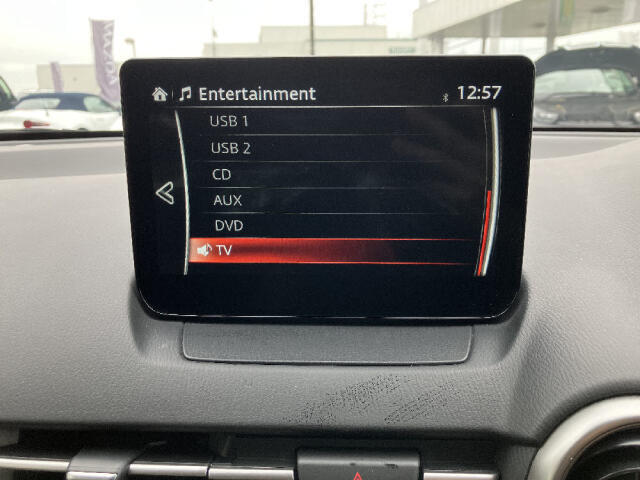 Entertainment 12:57
USB 1
USB 2
CD
AUX
DVD
TV